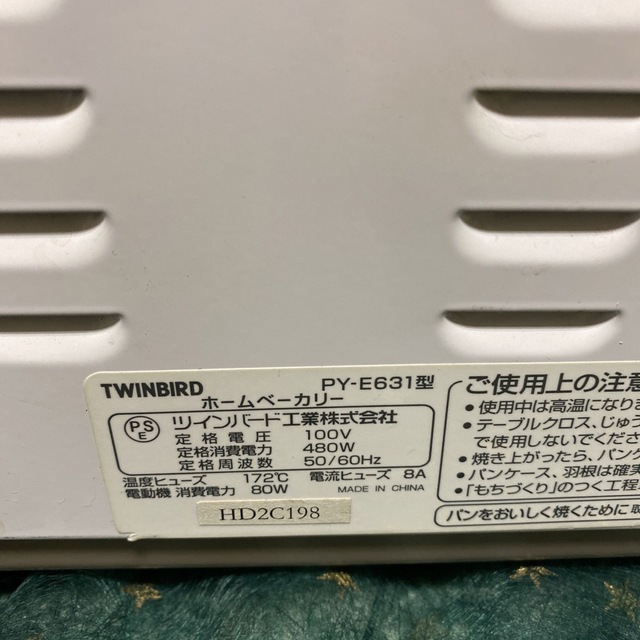 TWINBIRD PY-E631型
ホームベーカリー
PSE ツインバード工業株式会社
定格電圧 100V
定格消費電力 480W
定格周波数 50/60Hz
温度ヒューズ 172℃ 電流ヒューズ 8A
電動機 消費電力 80W MADE IN CHINA
HD2C198
ご使用上の注意
•使用中は高温になりま
•テーブルクロス、じゅう
で使用しないでくださ
•焼き上がったら、パンケ
•パンケース、羽根は確実
•「もちづくり」のつく工程
パンをおいしく焼くために